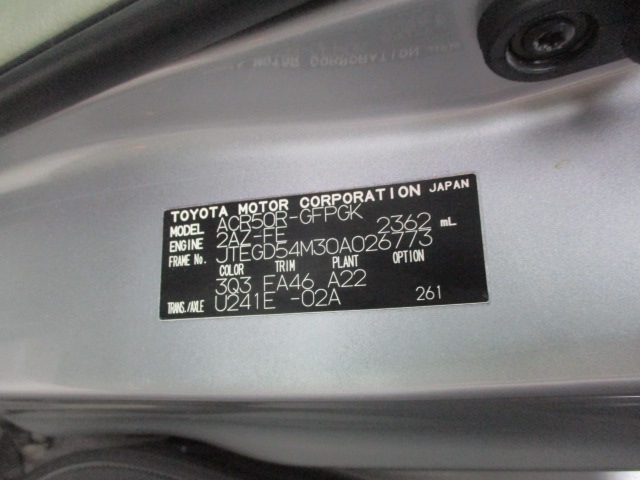 TOYOTA MOTOR CORPORATION JAPAN
MODEL ACR50R-GFPGK
ENGINE 2AZ-FE 2362 mL
FRAME No. JTEGD54M30A026773
COLOR TRIM PLANT OPTION
3Q3 EA46 A22
TRANS./AXLE U241E -02A 261